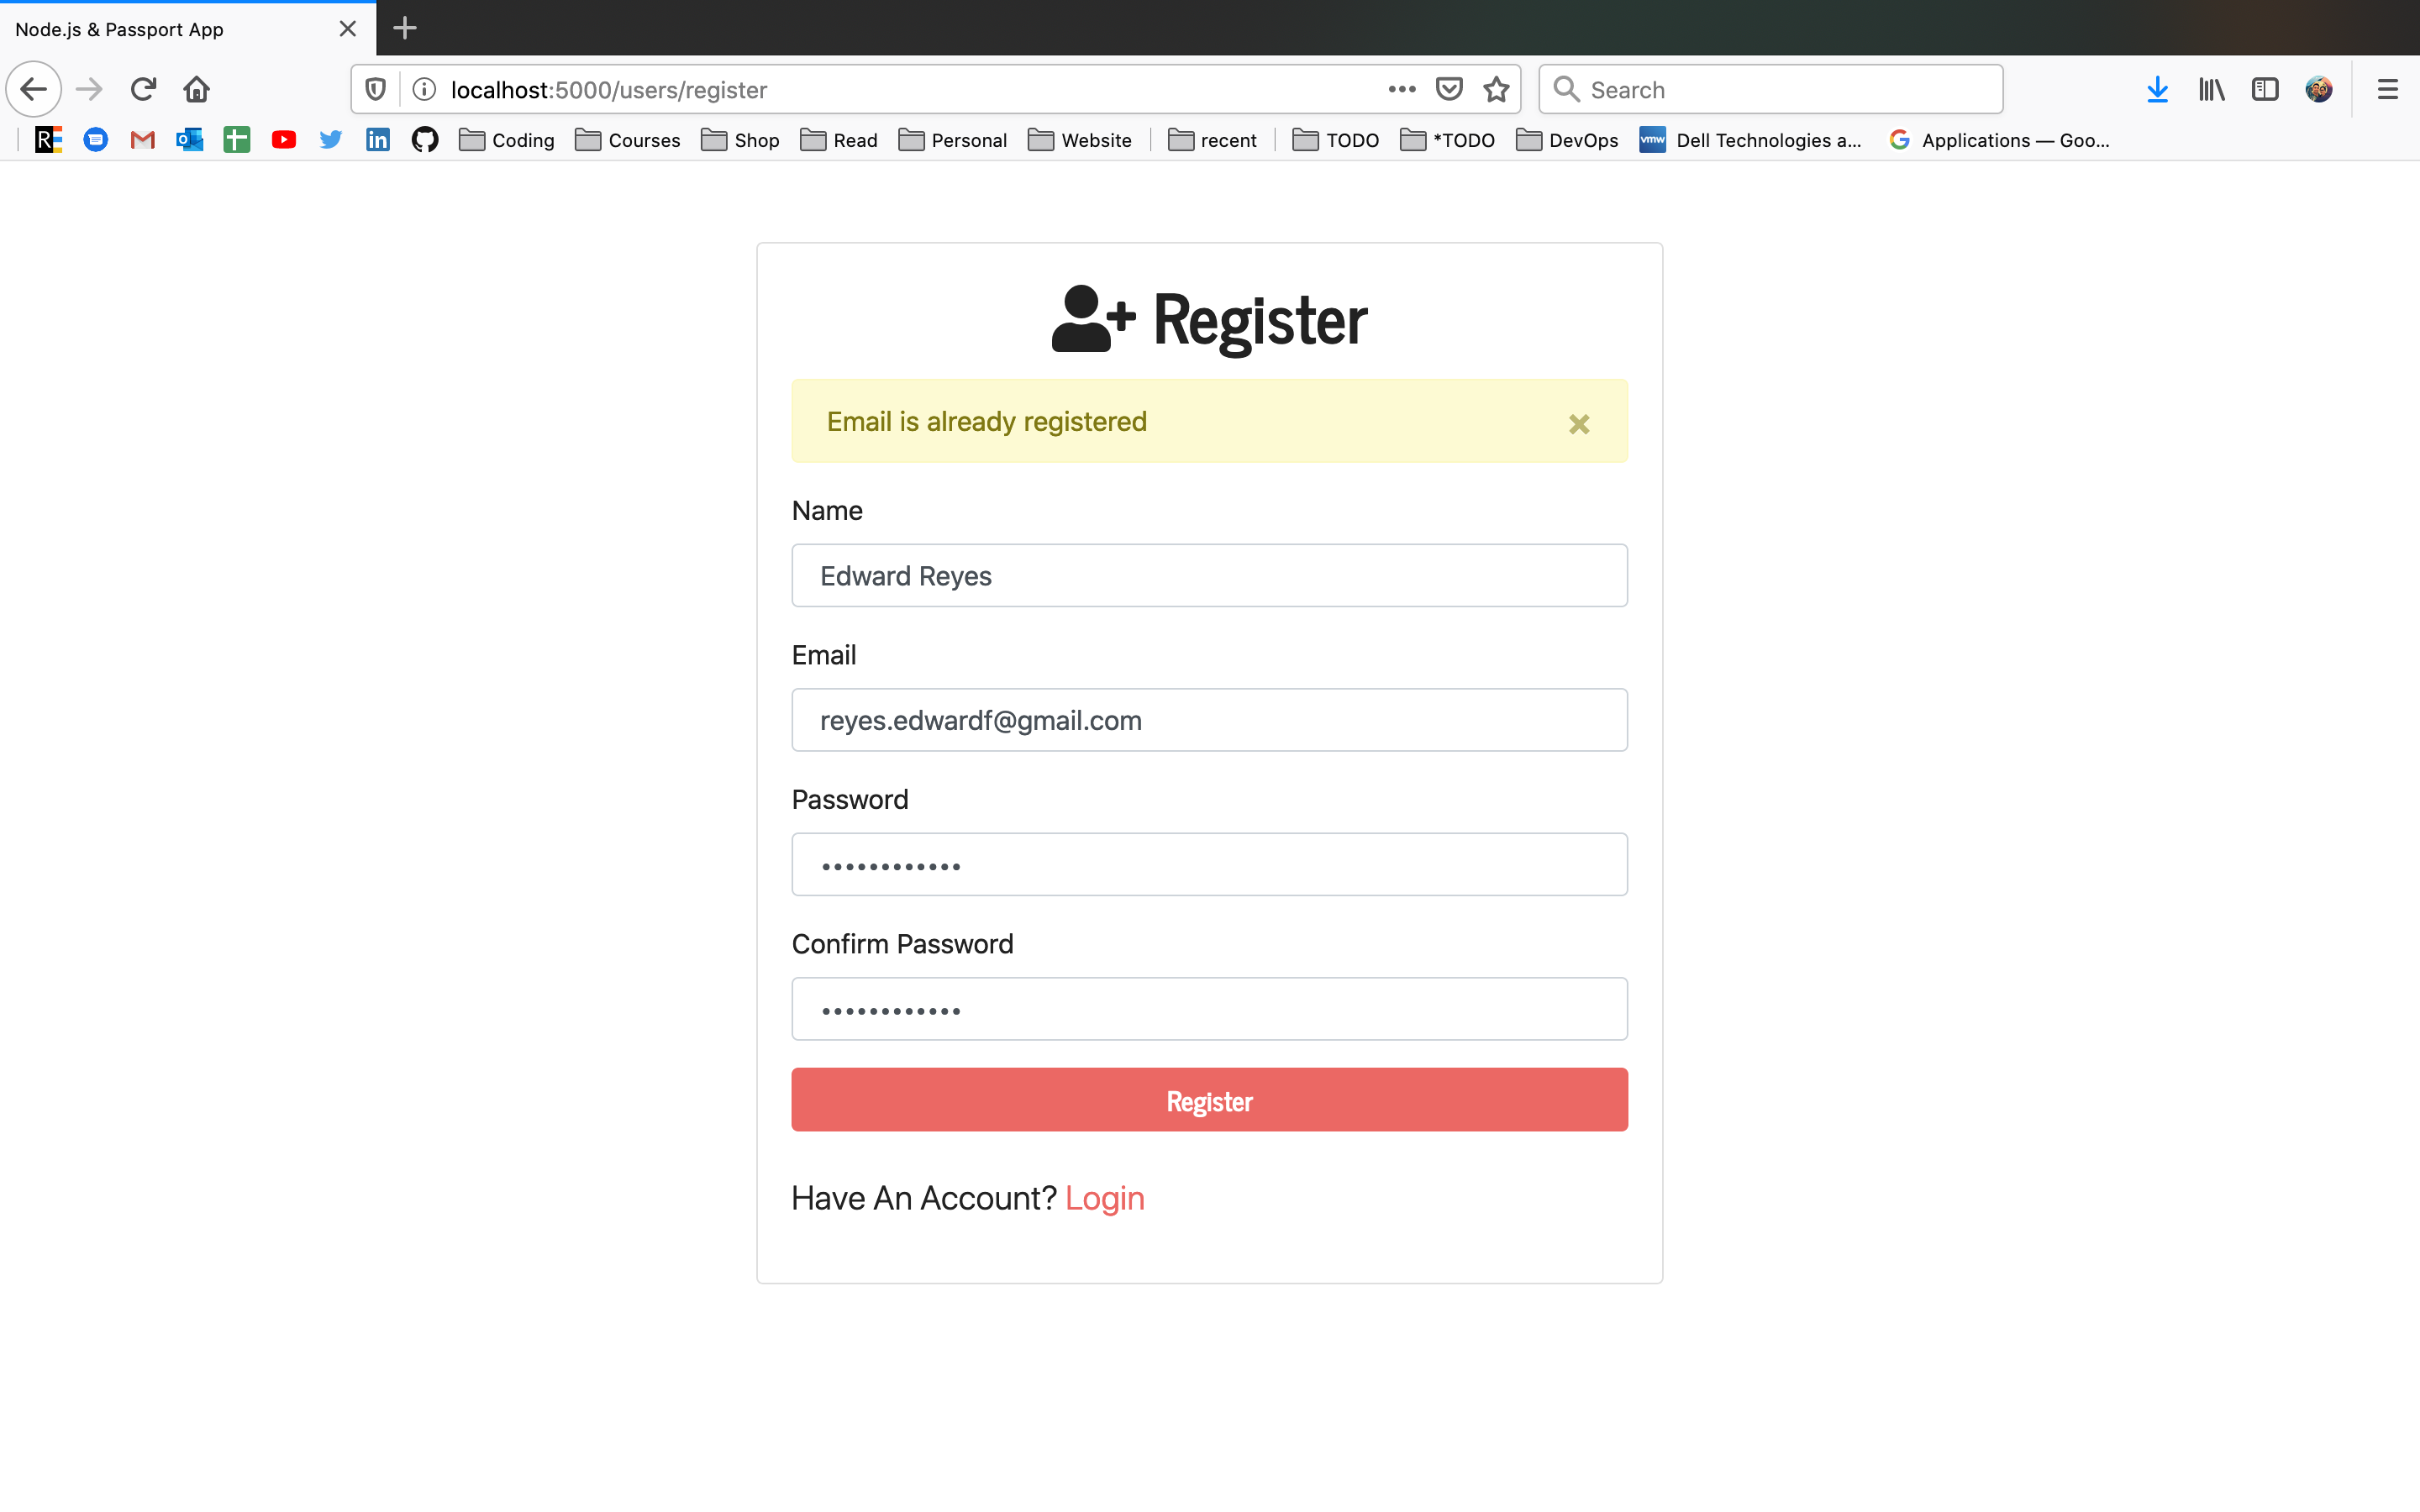 Node.js & Passport App
localhost:5000/users/register
Search
Coding Courses Shop Read Personal Website recent TODO *TODO DevOps vmw Dell Technologies a... Applications — Goo...
Register
Email is already registered
Name
Edward Reyes
Email
reyes.edwardf@gmail.com
Password
Confirm Password
Register
Have An Account? Login